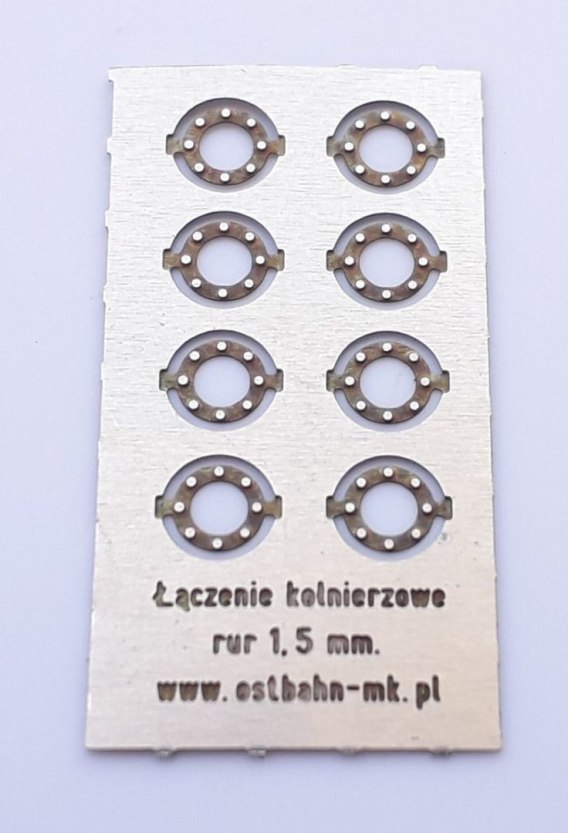 Łączenie kolnierzowe
rur 1,5 mm.
www.ostbahn-mk.pl